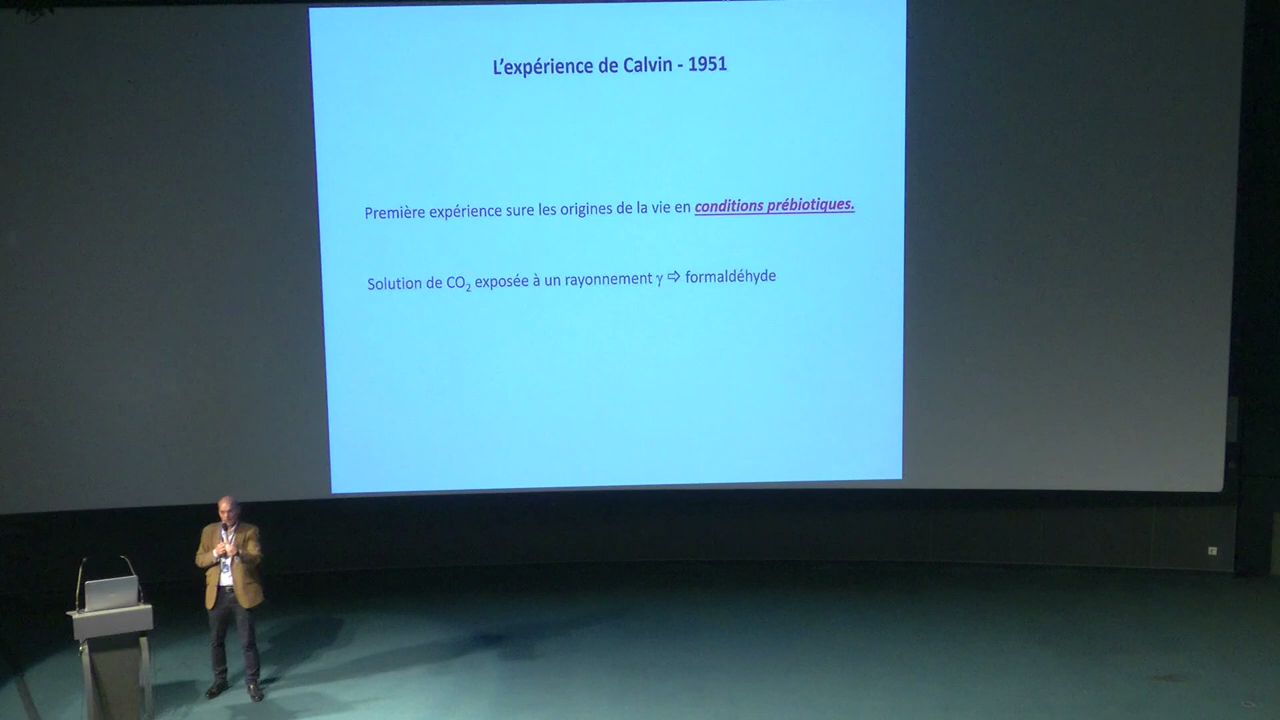 L'expérience de Calvin - 1951
Première expérience sure les origines de la vie en conditions prébiotiques.
Solution de CO₂ exposée à un rayonnement γ ⇨ formaldéhyde